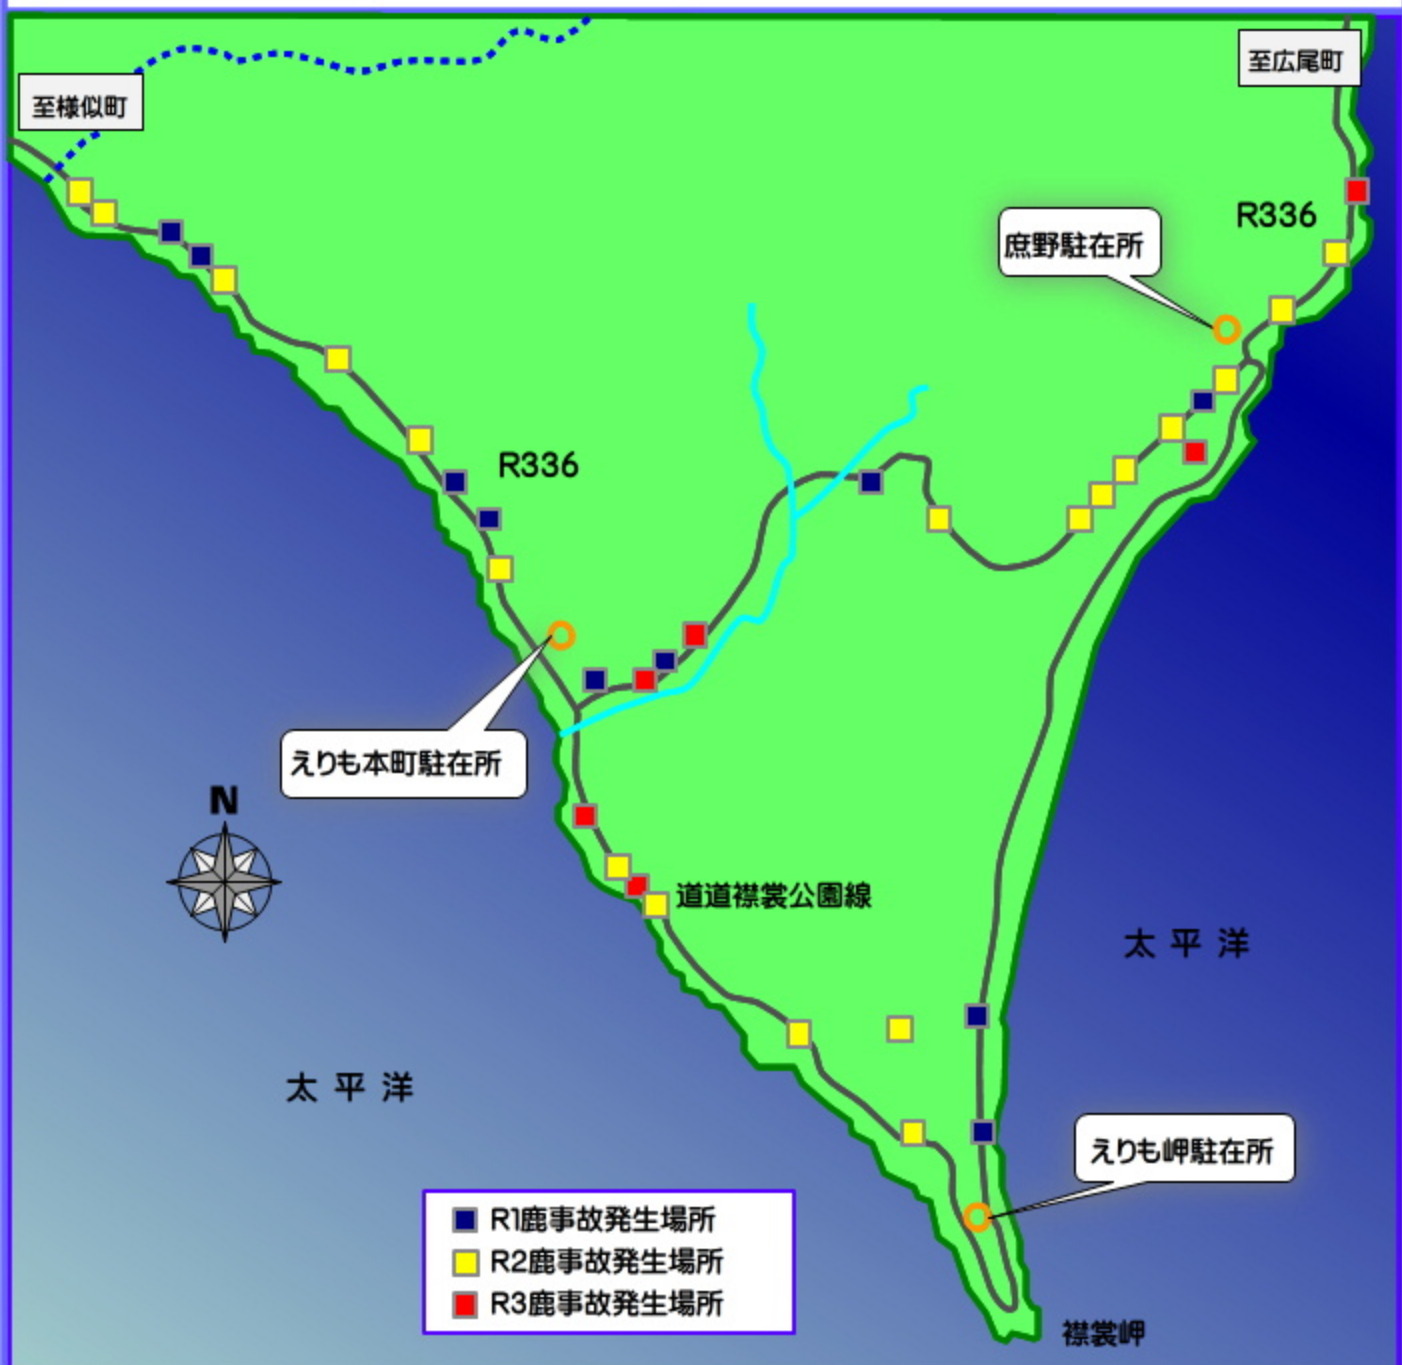 至広尾町
至様似町
R336
庶野駐在所
R336
えりも本町駐在所
N
道道襟裳公園線
太平洋
太平洋
えりも岬駐在所
R1鹿事故発生場所
R2鹿事故発生場所
R3鹿事故発生場所
襟裳岬